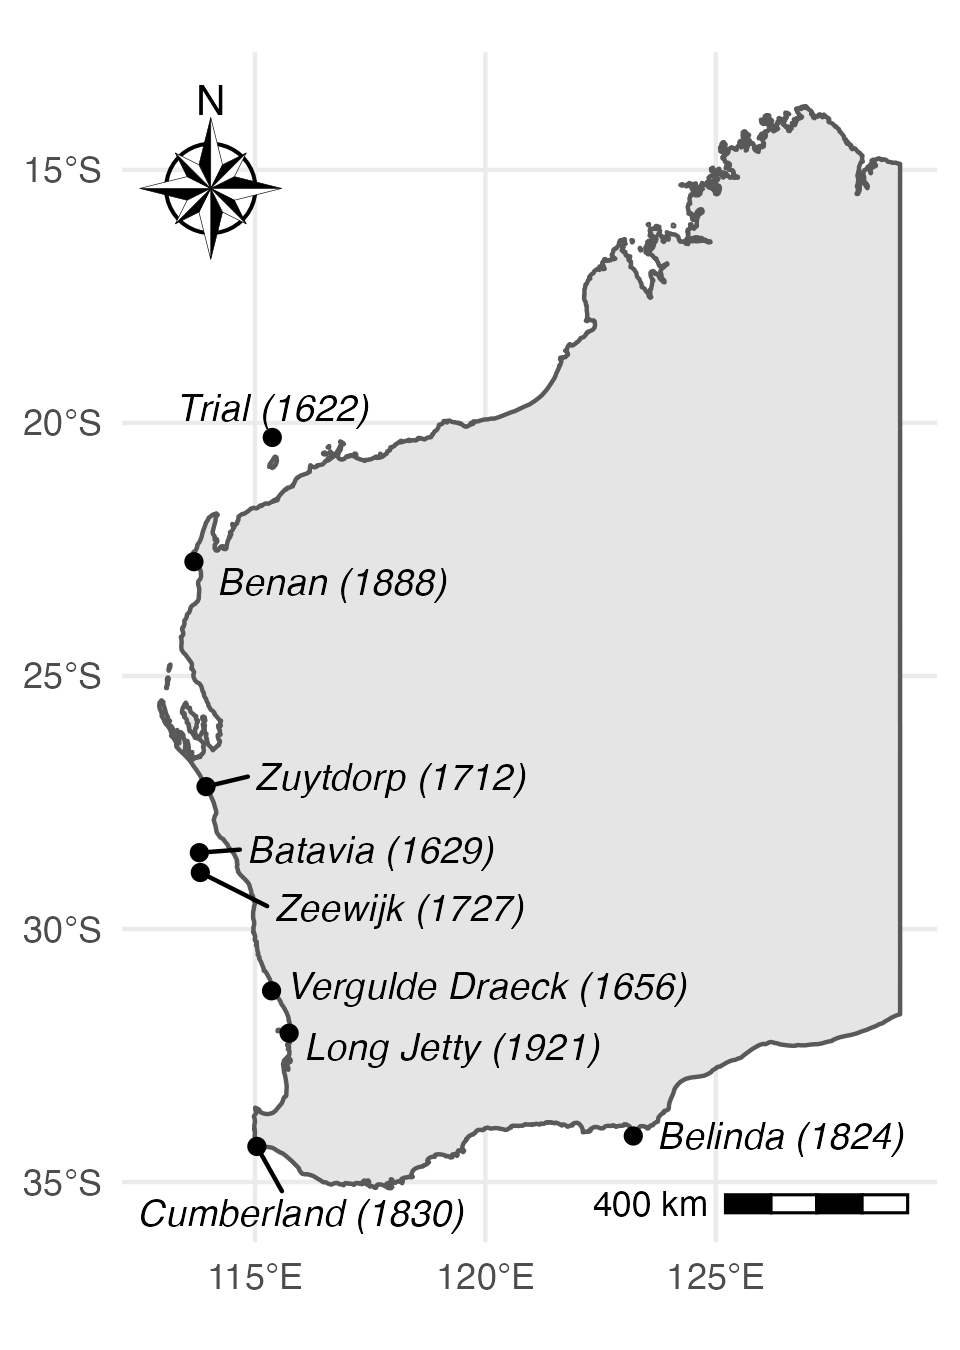 N
15°S
Trial (1622)
20°S
Benan (1888)
25°S
Zuytdorp (1712)
Batavia (1629)
Zeewijk (1727)
30°S
Vergulde Draeck (1656)
Long Jetty (1921)
Belinda (1824)
35°S
400 km
Cumberland (1830)
115°E
120°E
125°E